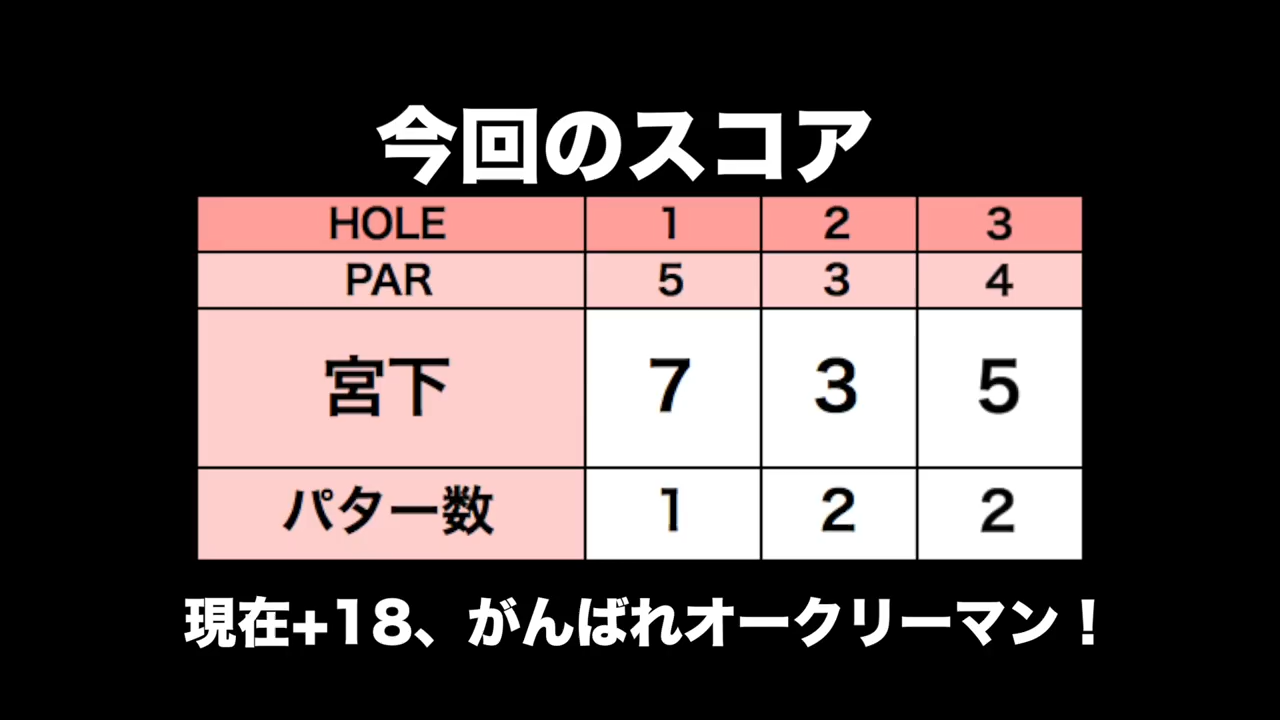 今回のスコア
HOLE 1 2 3
PAR 5 3 4
宮下 7 3 5
パター数 1 2 2
現在+18、がんばれオークリーマン！